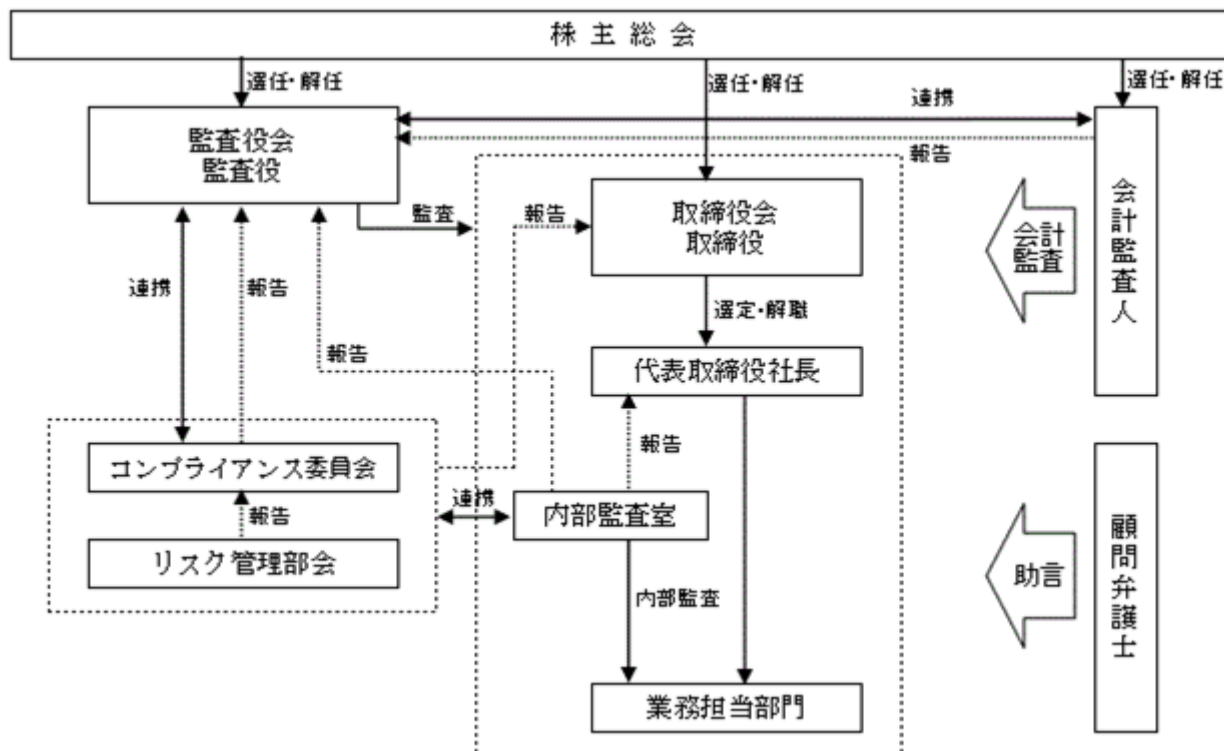 株主総会
選任・解任
選任・解任
選任・解任
監査役会
監査役
連携
報告
会計監査人
監査
報告
取締役会
取締役
会計
監査
連携
報告
選定・解職
報告
代表取締役社長
報告
コンプライアンス委員会
報告
リスク管理部会
連携
内部監査室
内部監査
助言
顧問弁護士
業務担当部門